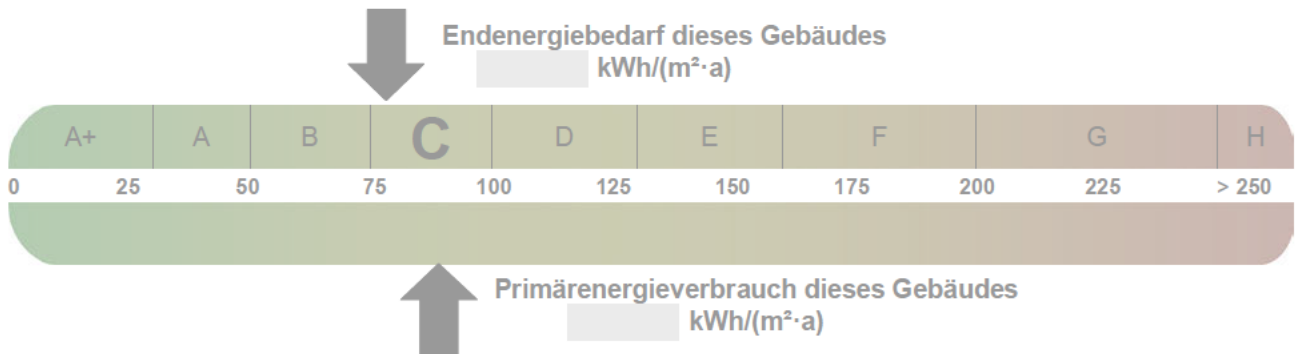 Endenergiebedarf dieses Gebäudes
kWh/(m²·a)
A+ A B C D E F G H
0 25 50 75 100 125 150 175 200 225 > 250
Primärenergieverbrauch dieses Gebäudes
kWh/(m²·a)